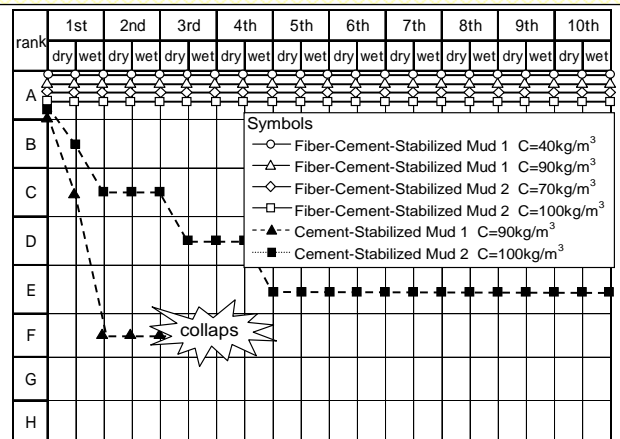 rank 1st 2nd 3rd 4th 5th 6th 7th 8th 9th 10th
dry wet dry wet dry wet dry wet dry wet dry wet dry wet dry wet dry wet dry wet
A
B
C
D
E
F
G
H
Symbols
Fiber-Cement-Stabilized Mud 1 C=40kg/m³
Fiber-Cement-Stabilized Mud 1 C=90kg/m³
Fiber-Cement-Stabilized Mud 2 C=70kg/m³
Fiber-Cement-Stabilized Mud 2 C=100kg/m³
Cement-Stabilized Mud 1 C=90kg/m³
Cement-Stabilized Mud 2 C=100kg/m³
collaps